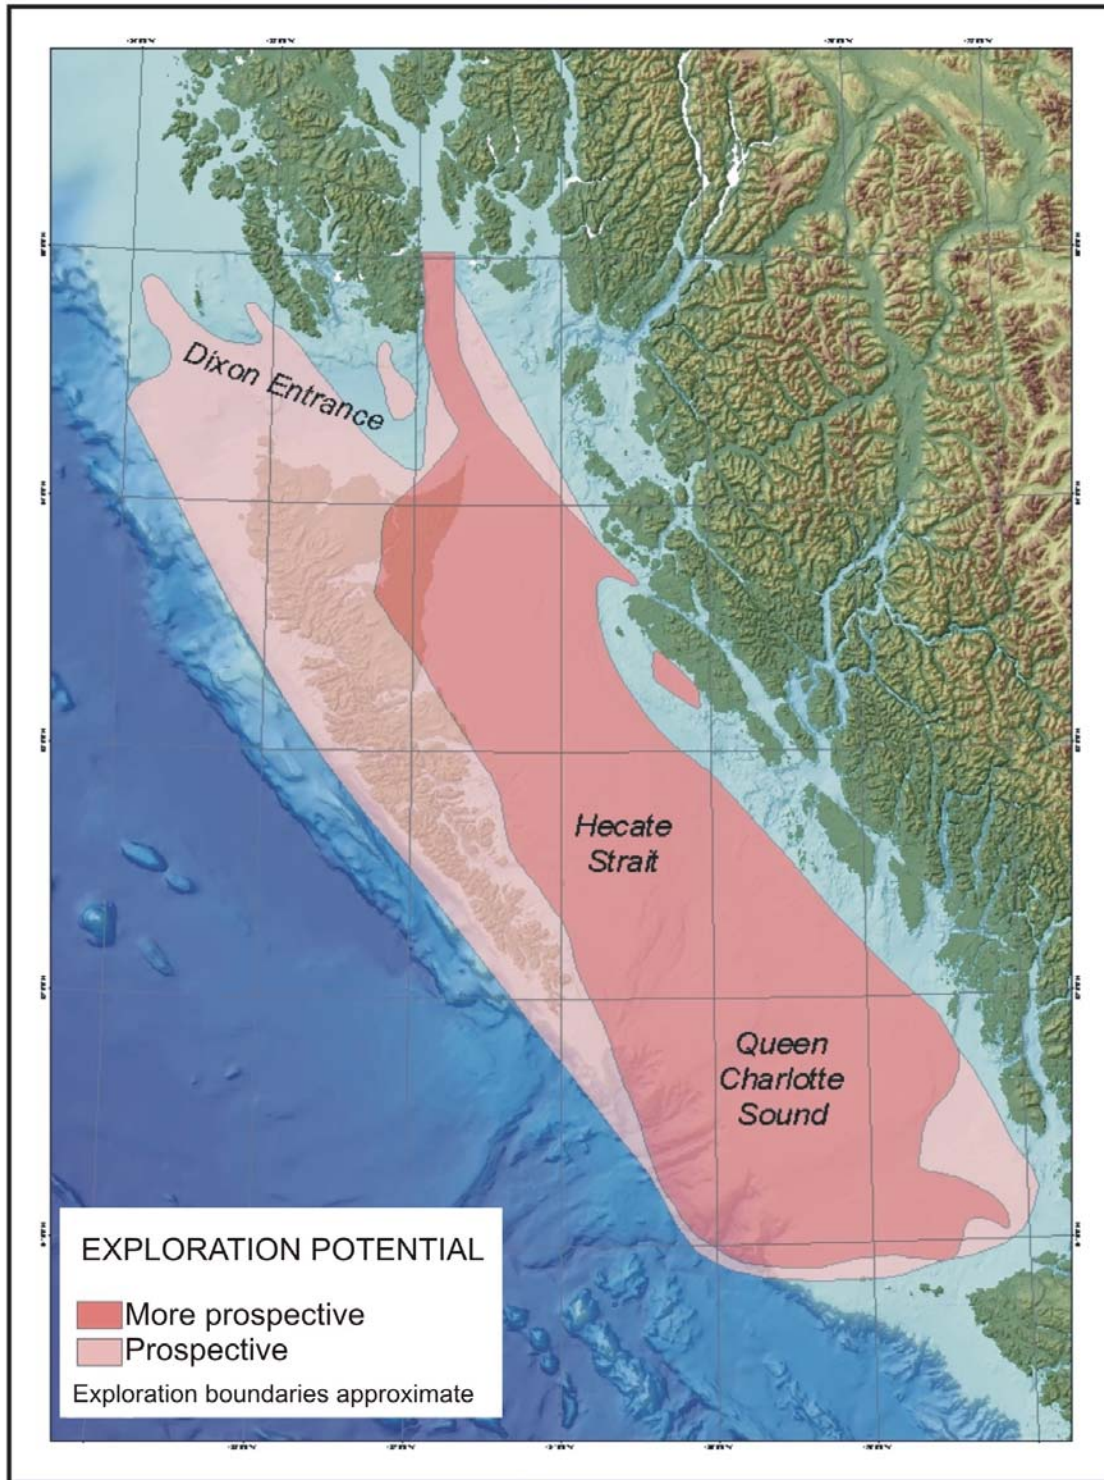 Dixon Entrance
Hecate
Strait
Queen
Charlotte
Sound
EXPLORATION POTENTIAL
More prospective
Prospective
Exploration boundaries approximate